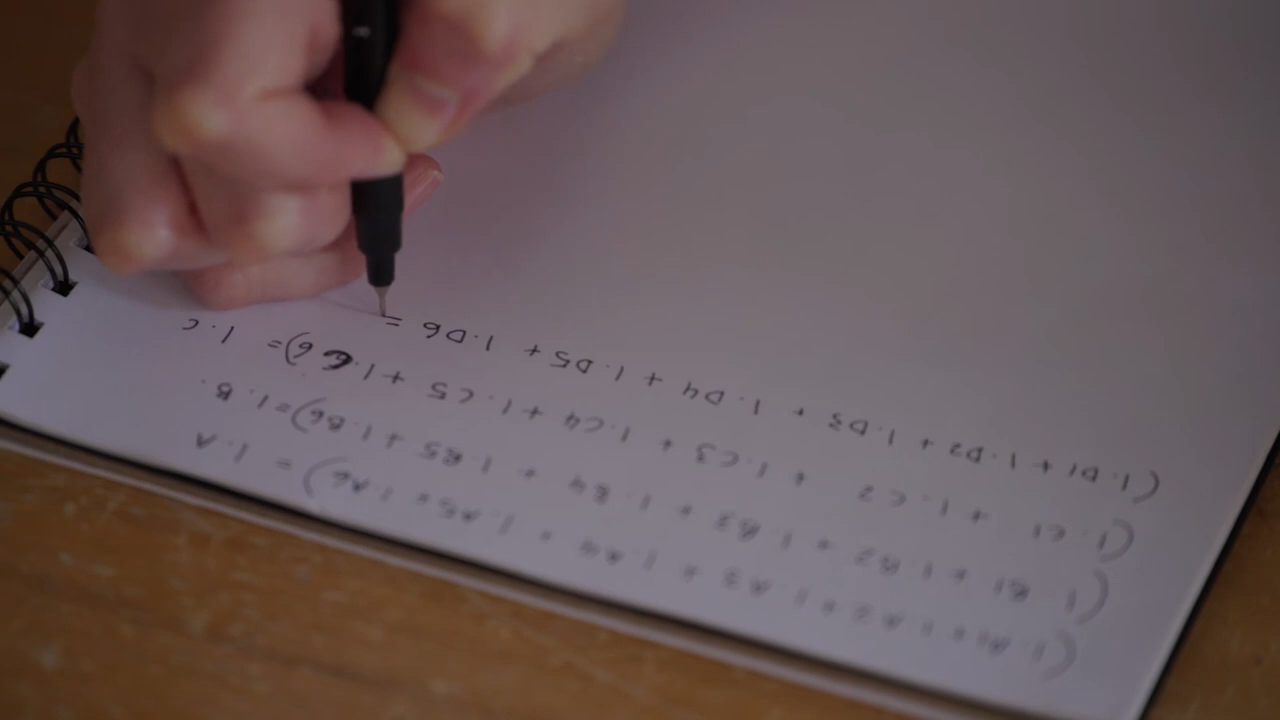 (1. A1 + 1 A2 + 1. A3 + 1. A4 + 1. A5 + 1. A6) = 1. A
(1 B1 + 1 B2 + 1 B3 + 1. B4 + 1 B5 + 1. B6) = 1. B.
(1. C1 + 1. C2 + 1. C3 + 1. C4 + 1. C5 + 1. C6) = 1. C
(1. D1 + 1. D2 + 1. D3 + 1. D4 + 1. D5 + 1. D6 =